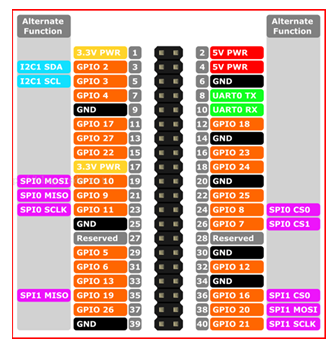 Alternate Function Alternate Function
3.3V PWR 1 2 5V PWR
I2C1 SDA GPIO 2 3 4 5V PWR
I2C1 SCL GPIO 3 5 6 GND
GPIO 4 7 8 UART0 TX
GND 9 10 UART0 RX
GPIO 17 11 12 GPIO 18
GPIO 27 13 14 GND
GPIO 22 15 16 GPIO 23
3.3V PWR 17 18 GPIO 24
SPI0 MOSI GPIO 10 19 20 GND
SPI0 MISO GPIO 9 21 22 GPIO 25
SPI0 SCLK GPIO 11 23 24 GPIO 8 SPI0 CS0
GND 25 26 GPIO 7 SPI0 CS1
Reserved 27 28 Reserved
GPIO 5 29 30 GND
GPIO 6 31 32 GPIO 12
GPIO 13 33 34 GND
SPI1 MISO GPIO 19 35 36 GPIO 16 SPI1 CS0
GPIO 26 37 38 GPIO 20 SPI1 MOSI
GND 39 40 GPIO 21 SPI1 SCLK